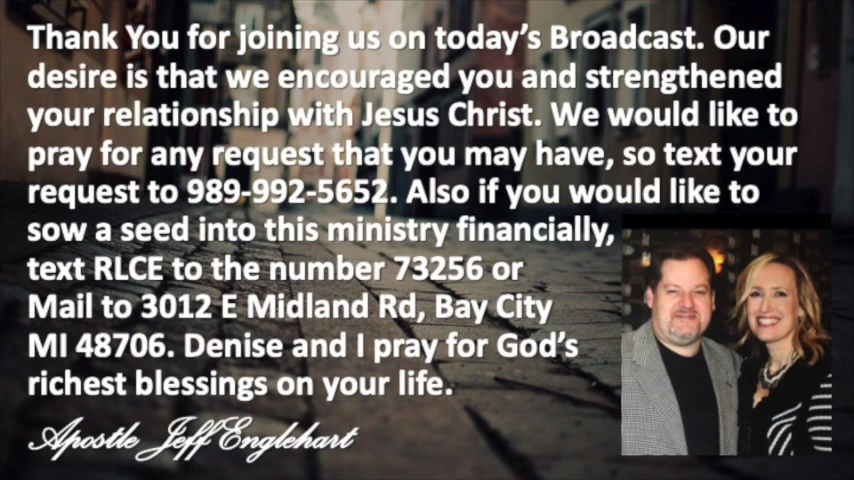 Thank You for joining us on today's Broadcast. Our
desire is that we encouraged you and strengthened
your relationship with Jesus Christ. We would like to
pray for any request that you may have, so text your
request to 989-992-5652. Also if you would like to
sow a seed into this ministry financially,
text RLCE to the number 73256 or
Mail to 3012 E Midland Rd, Bay City
MI 48706. Denise and I pray for God's
richest blessings on your life.
Apostle Jeff Englehart